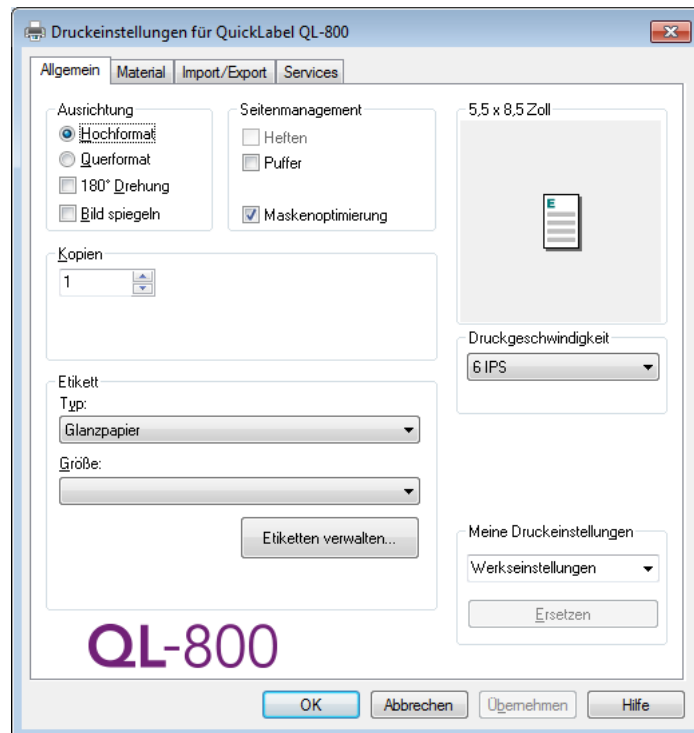 Druckeinstellungen für QuickLabel QL-800
Allgemein Material Import/Export Services
Ausrichtung
Hochformat
Querformat
180° Drehung
Bild spiegeln
Seitenmanagement
Heften
Puffer
Maskenoptimierung
5,5 x 8,5 Zoll
E
Kopien
1
Druckgeschwindigkeit
6 IPS
Etikett
Typ:
Glanzpapier
Größe:
Etiketten verwalten...
Meine Druckeinstellungen
Werkseinstellungen
Ersetzen
QL-800
OK Abbrechen Übernehmen Hilfe